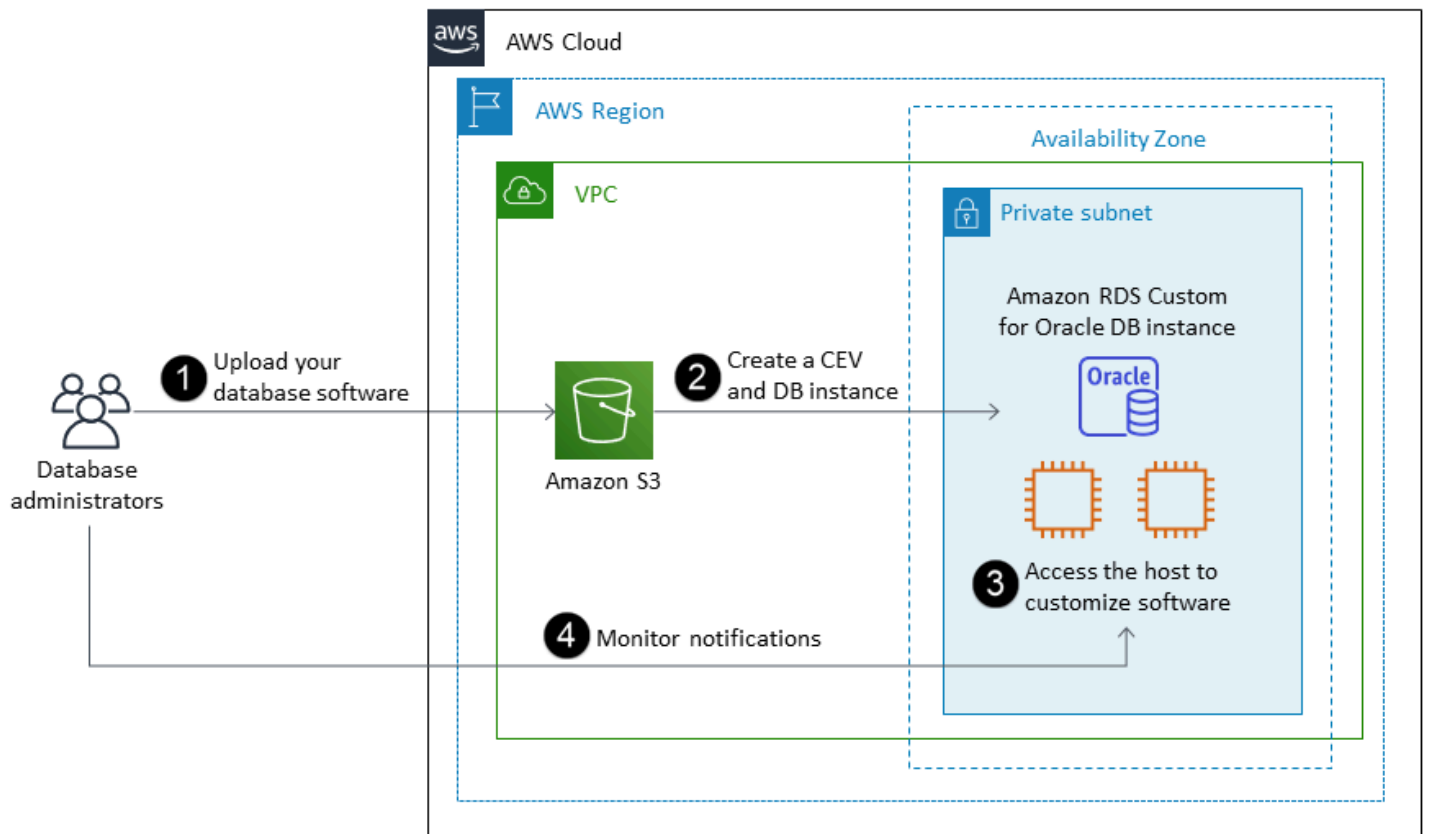 aws
AWS Cloud
AWS Region
Availability Zone
VPC
Private subnet
Amazon RDS Custom
for Oracle DB instance
Oracle
1
Upload your
database software
2
Create a CEV
and DB instance
Amazon S3
Database
administrators
3
Access the host to
customize software
4
Monitor notifications